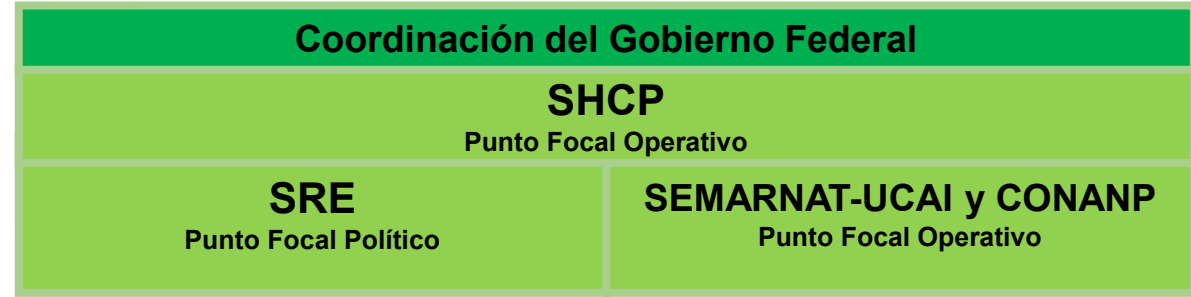 Coordinación del Gobierno Federal
SHCP
Punto Focal Operativo
SRE
Punto Focal Político
SEMARNAT-UCAI y CONANP
Punto Focal Operativo